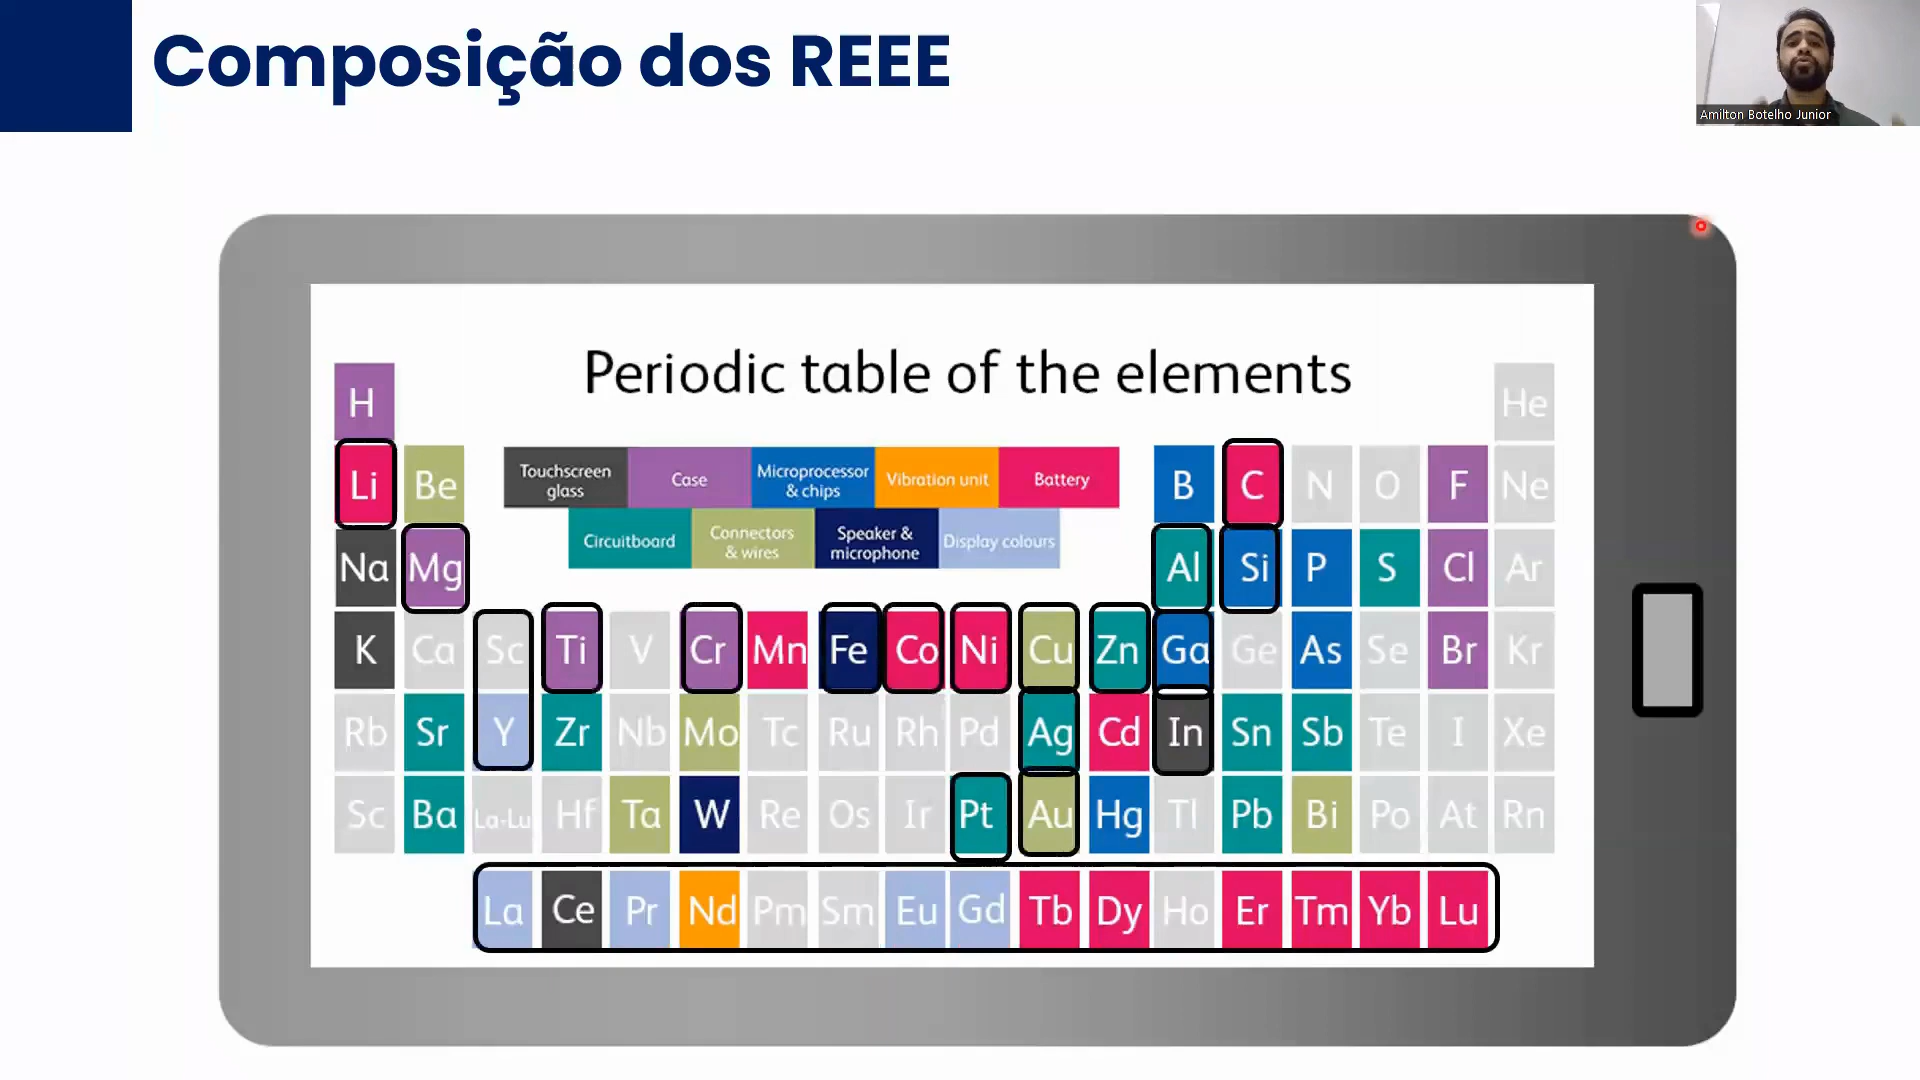 Composição dos REEE
Amilton Botelho Junior
Periodic table of the elements
H He
Touchscreen glass Case Microprocessor & chips Vibration unit Battery
Circuitboard Connectors & wires Speaker & microphone Display colours
Li Be B C N O F Ne
Na Mg Al Si P S Cl Ar
K Ca Sc Ti V Cr Mn Fe Co Ni Cu Zn Ga Ge As Se Br Kr
Rb Sr Y Zr Nb Mo Tc Ru Rh Pd Ag Cd In Sn Sb Te I Xe
Sc Ba La-Lu Hf Ta W Re Os Ir Pt Au Hg Tl Pb Bi Po At Rn
La Ce Pr Nd Pm Sm Eu Gd Tb Dy Ho Er Tm Yb Lu